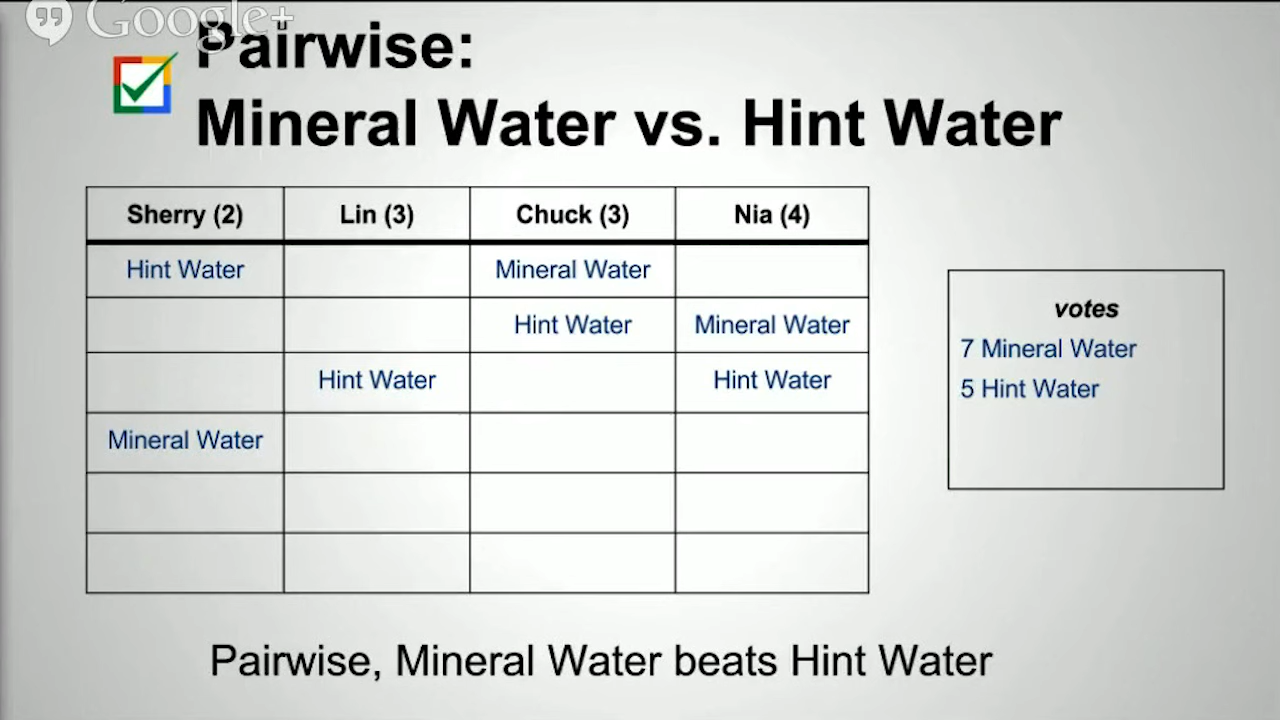 Google+
Pairwise:
Mineral Water vs. Hint Water
Sherry (2) Lin (3) Chuck (3) Nia (4)
Hint Water Mineral Water
Hint Water Mineral Water
Hint Water Hint Water
Mineral Water
votes
7 Mineral Water
5 Hint Water
Pairwise, Mineral Water beats Hint Water